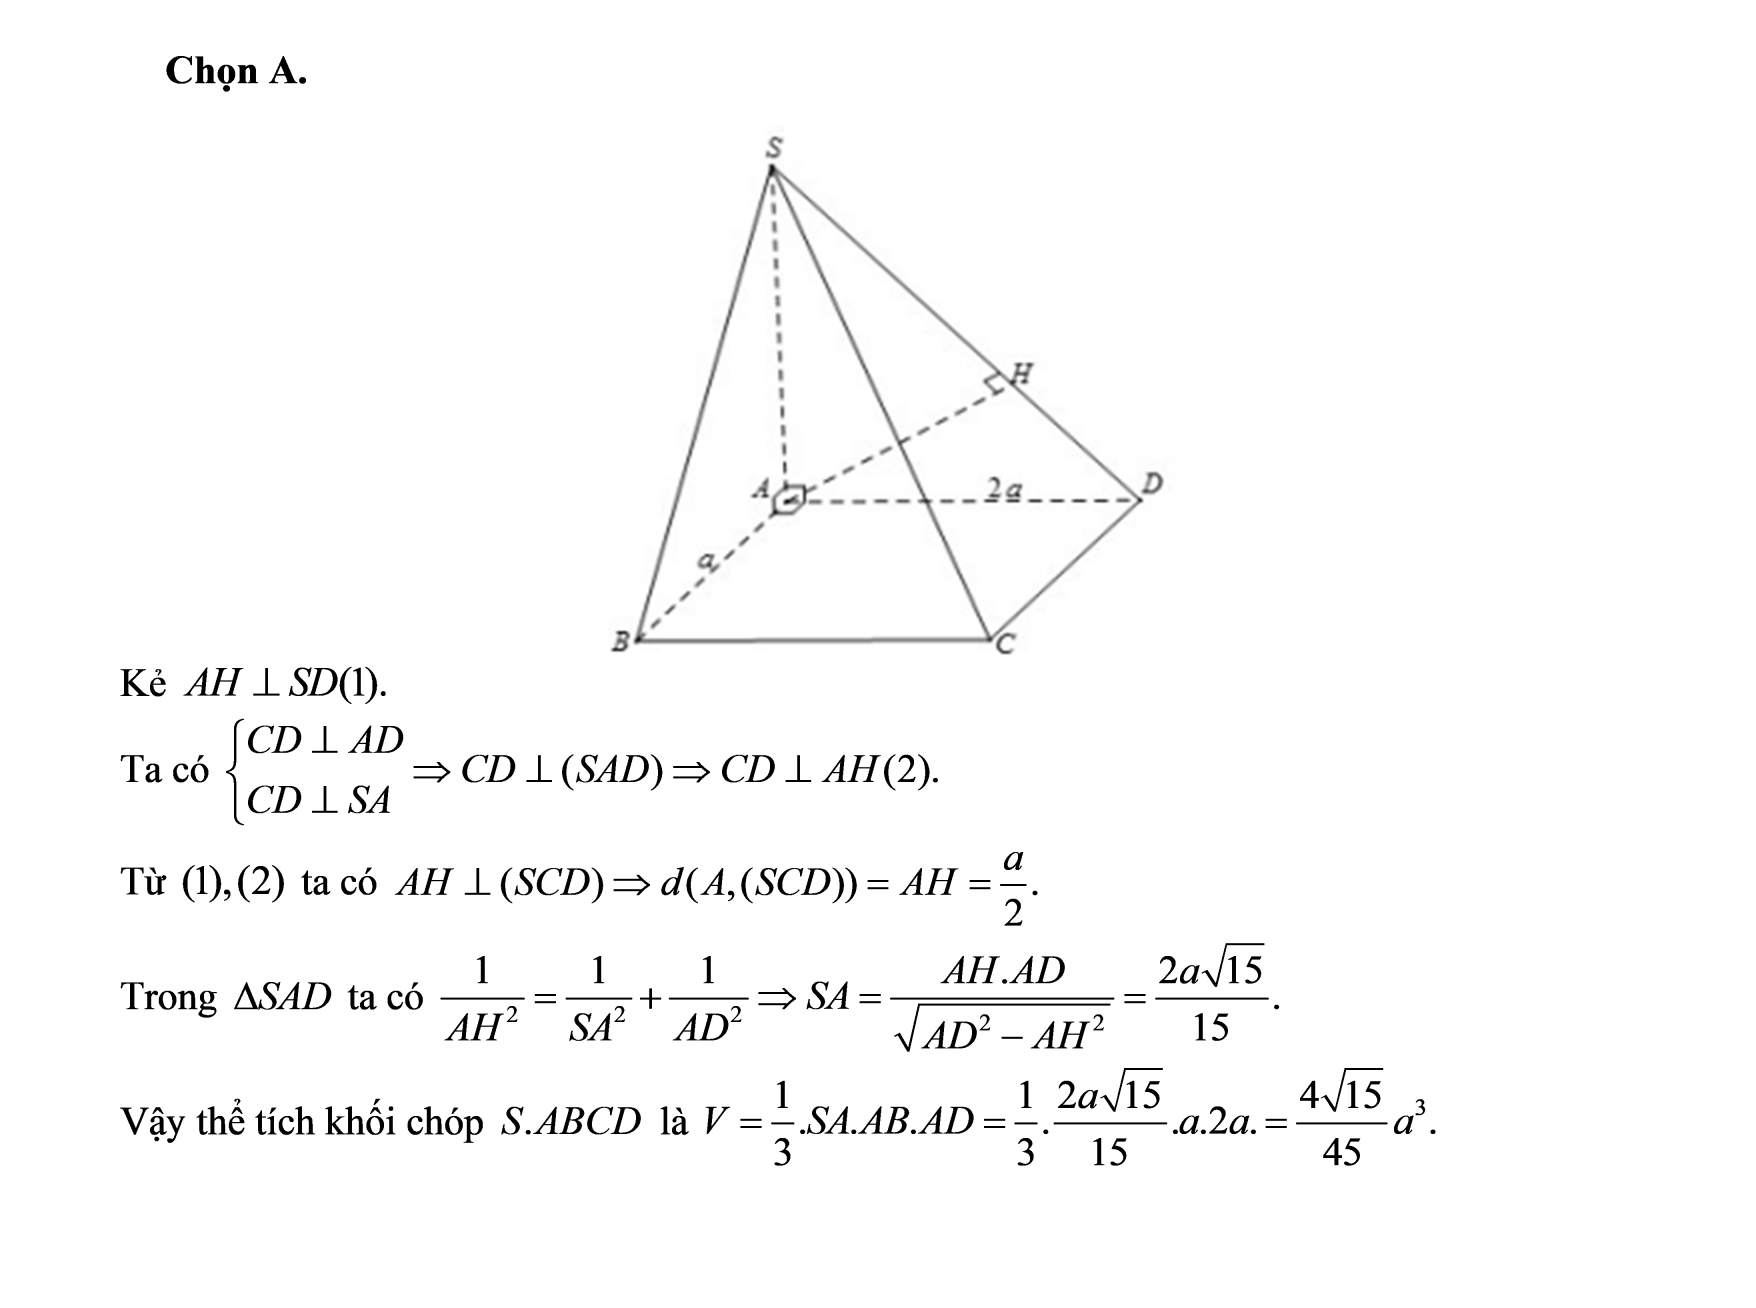 Chọn A.
S
H
A
2a
D
a
B
C
Kẻ AH ⊥ SD(1).
Ta có {CD ⊥ AD, CD ⊥ SA ⇒ CD ⊥ (SAD) ⇒ CD ⊥ AH(2).
Từ (1),(2) ta có AH ⊥ (SCD) ⇒ d(A,(SCD)) = AH = a/2.
Trong ΔSAD ta có 1/AH² = 1/SA² + 1/AD² ⇒ SA = AH.AD/√(AD² − AH²) = 2a√15/15.
Vậy thể tích khối chóp S.ABCD là V = 1/3.SA.AB.AD = 1/3.2a√15/15.a.2a. = 4√15/45 a³.